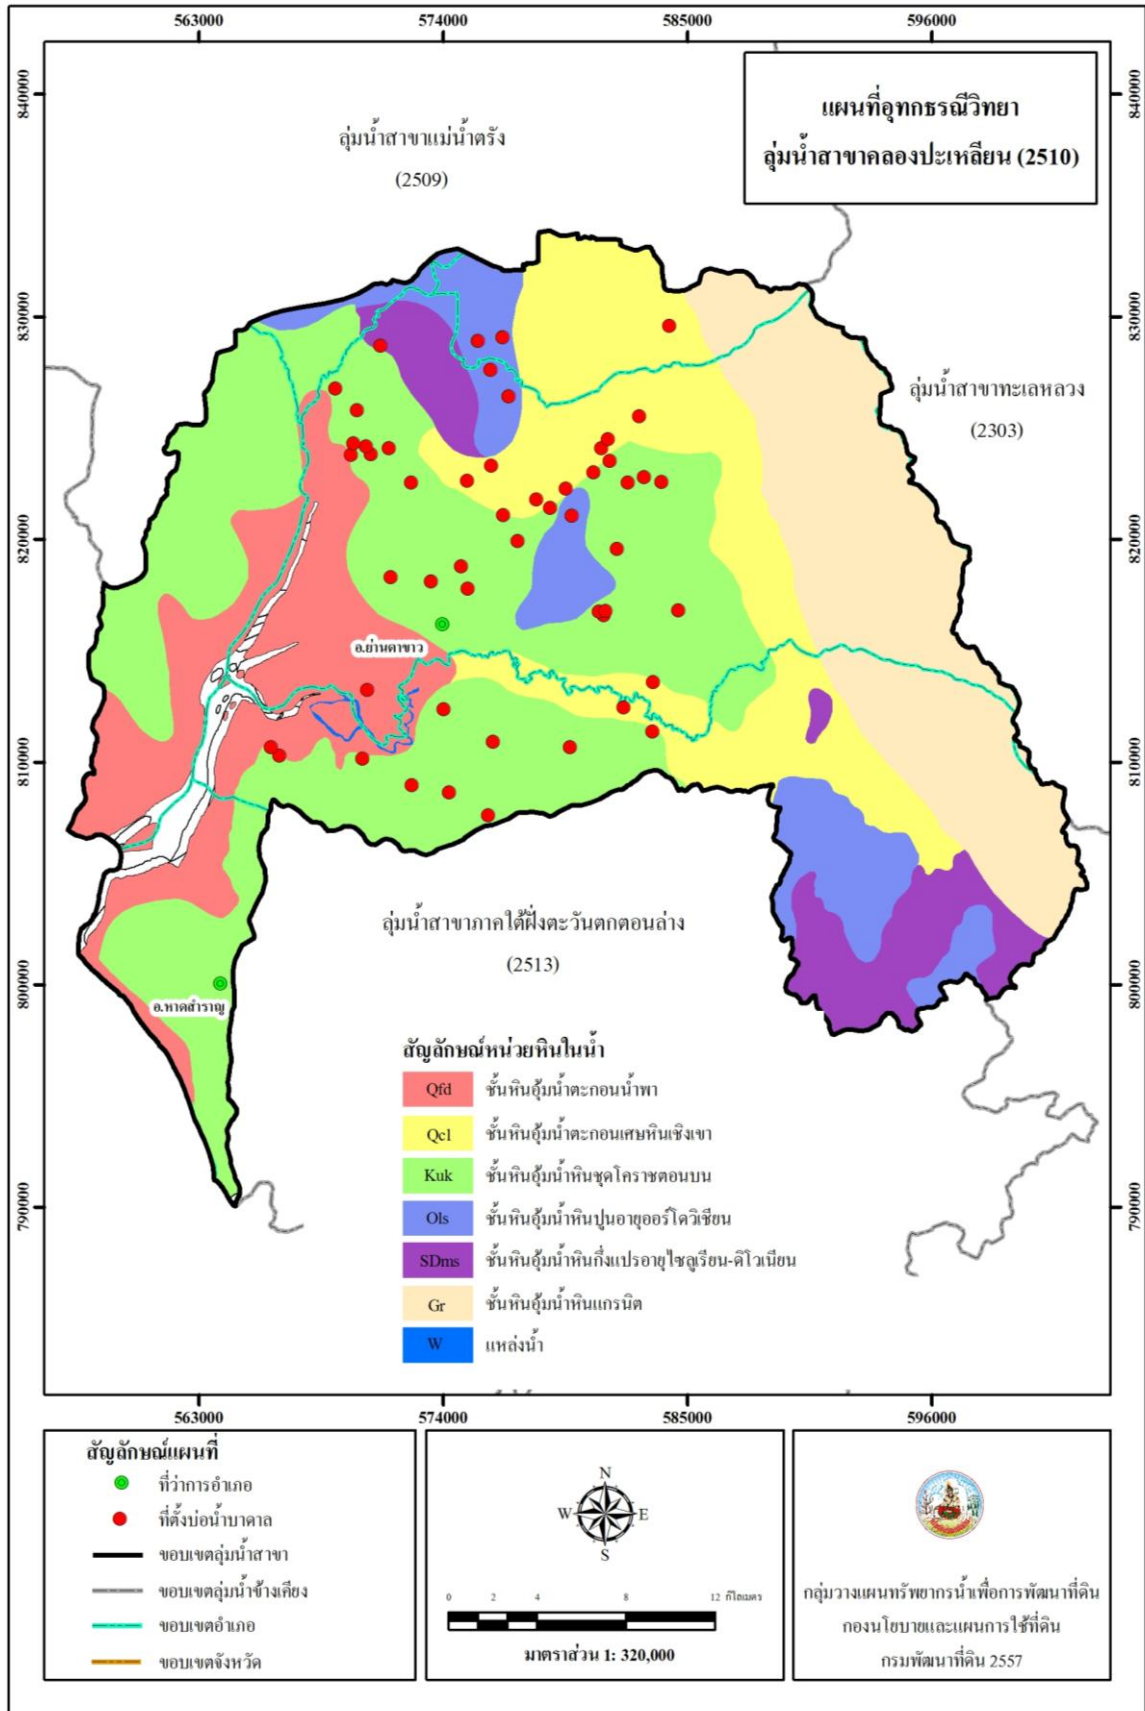 563000 574000 585000 596000
840000 840000
แผนที่อุทกธรณีวิทยา
ลุ่มน้ำสาขาคลองปะเหลียน (2510)
ลุ่มน้ำสาขาแม่น้ำตรัง
(2509)
830000 830000
ลุ่มน้ำสาขาทะเลหลวง
(2303)
820000 820000
อ.ย่านตาขาว
810000 810000
ลุ่มน้ำสาขาภาคใต้ฝั่งตะวันตกตอนล่าง
(2513)
800000 800000
อ.หาดสำราญ
สัญลักษณ์หน่วยหินในน้ำ
Qfd ชั้นหินอุ้มน้ำตะกอนน้ำพา
Qcl ชั้นหินอุ้มน้ำตะกอนเศษหินเชิงเขา
Kuk ชั้นหินอุ้มน้ำหินชุดโคราชตอนบน
790000 790000
Ols ชั้นหินอุ้มน้ำหินปูนอายุออร์โดวิเชียน
SDms ชั้นหินอุ้มน้ำหินกึ่งแปรอายุไซลูเรียน-ดิโวเนียน
Gr ชั้นหินอุ้มน้ำหินแกรนิต
W แหล่งน้ำ
563000 574000 585000 596000
สัญลักษณ์แผนที่
ที่ว่าการอำเภอ
ที่ตั้งบ่อน้ำบาดาล
ขอบเขตลุ่มน้ำสาขา
ขอบเขตลุ่มน้ำข้างเคียง
ขอบเขตอำเภอ
ขอบเขตจังหวัด
N
W E
S
0 2 4 8 12 กิโลเมตร
มาตราส่วน 1: 320,000
กลุ่มวางแผนทรัพยากรน้ำเพื่อการพัฒนาที่ดิน
กองนโยบายและแผนการใช้ที่ดิน
กรมพัฒนาที่ดิน 2557